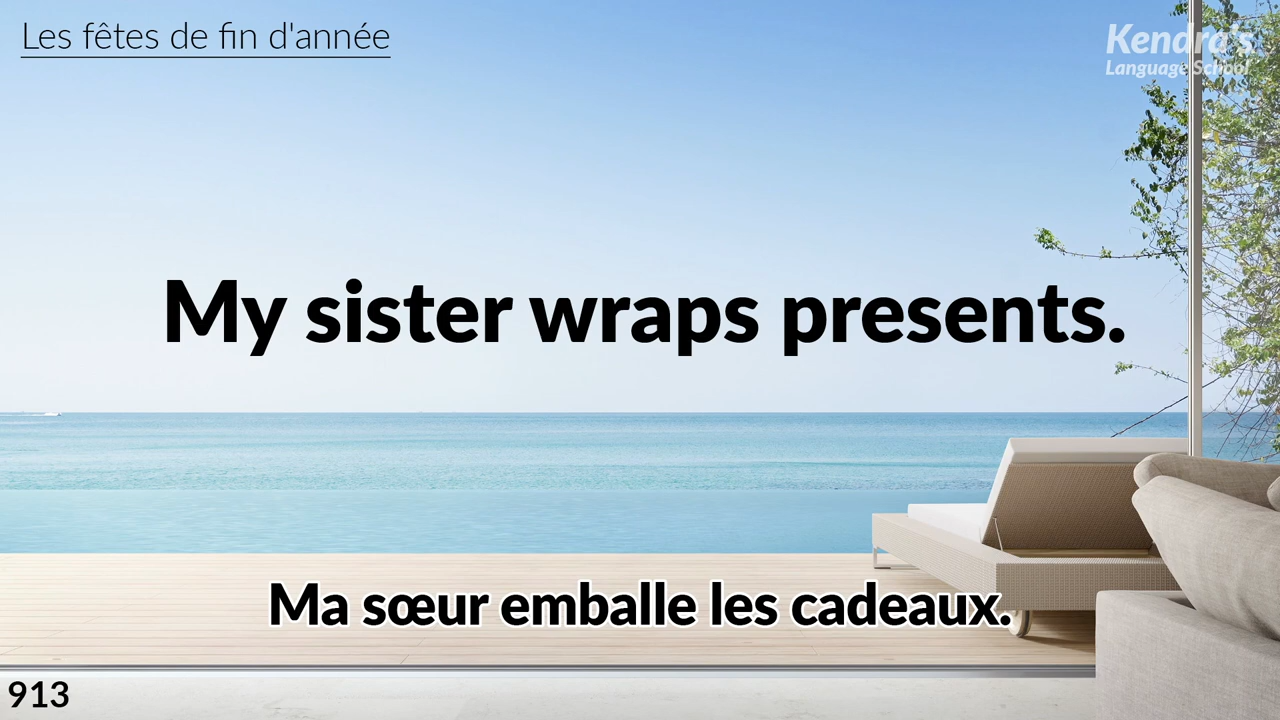 Les fêtes de fin d'année
Kendra's
Language School
My sister wraps presents.
Ma sœur emballe les cadeaux.
913